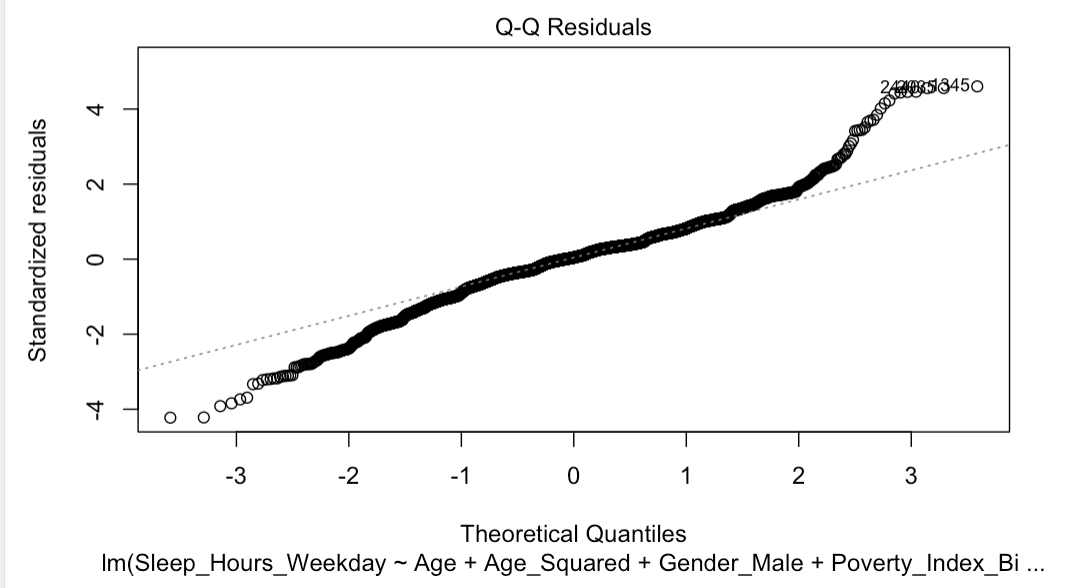 Q-Q Residuals
Standardized residuals
4
2
0
-2
-4
1345
-3 -2 -1 0 1 2 3
Theoretical Quantiles
lm(Sleep_Hours_Weekday ~ Age + Age_Squared + Gender_Male + Poverty_Index_Bi ...